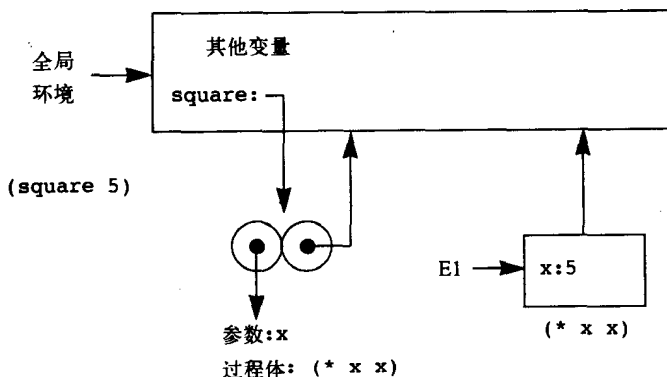 全局
环境
其他变量
square:
(square 5)
E1
x:5
(* x x)
参数:x
过程体: (* x x)